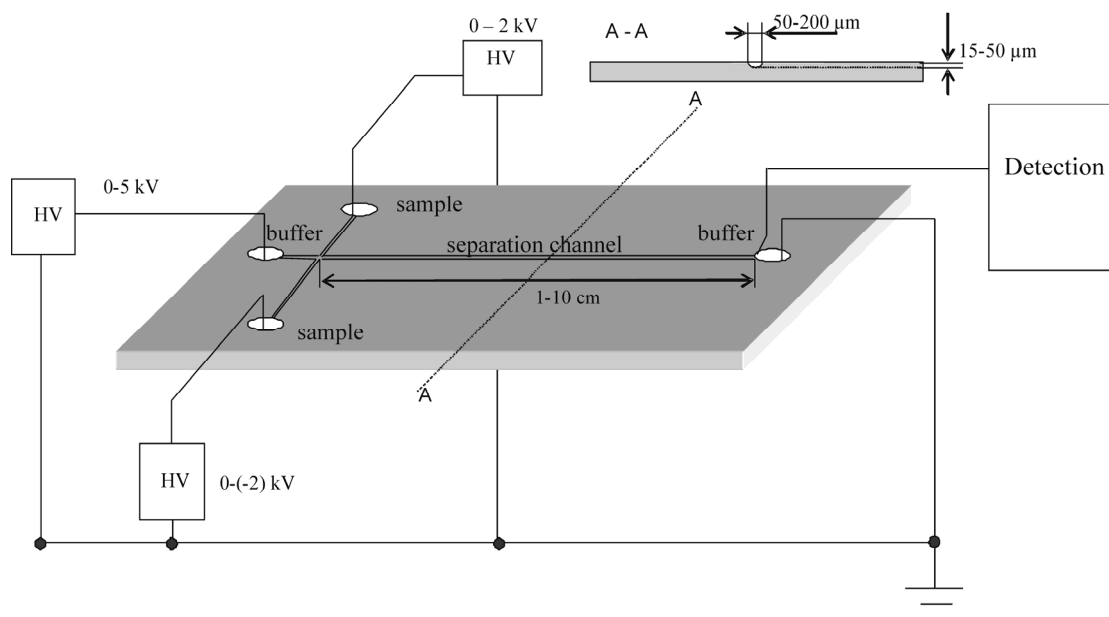 0 – 2 kV
HV
A - A
50-200 µm
15-50 µm
A
Detection
0-5 kV
HV
sample
buffer
separation channel
buffer
1-10 cm
sample
A
HV
0-(-2) kV